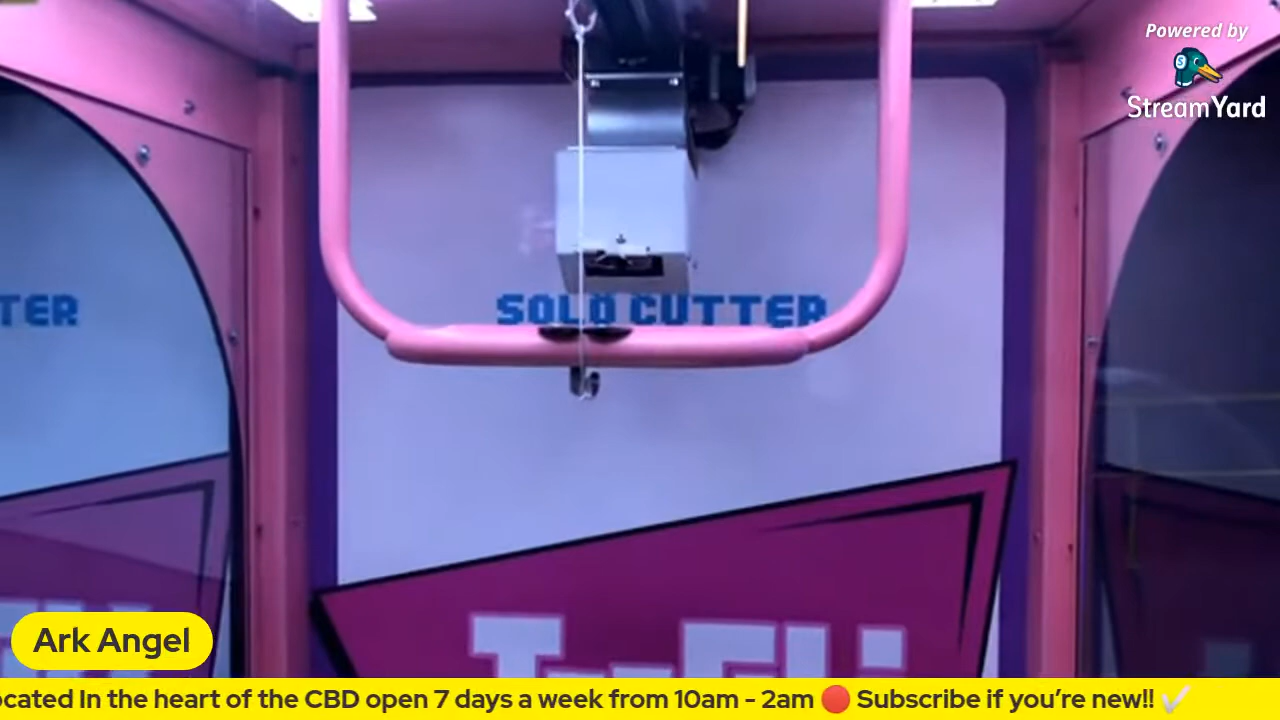 Powered by
StreamYard
SOLO CUTTER
TER
Ark Angel
ocated In the heart of the CBD open 7 days a week from 10am - 2am 🔴 Subscribe if you’re new!! ✔️